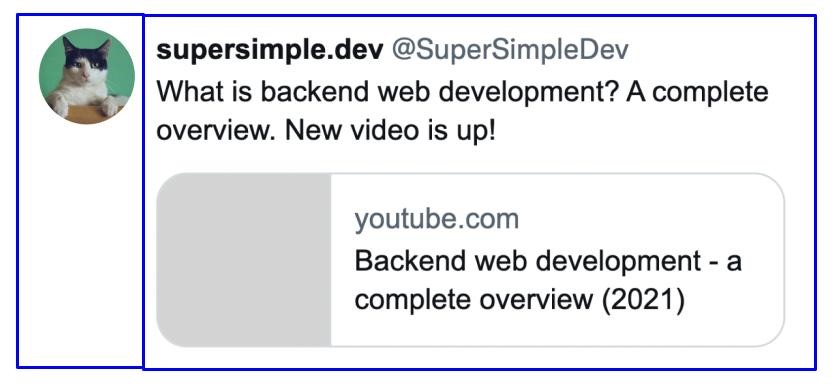 supersimple.dev @SuperSimpleDev
What is backend web development? A complete
overview. New video is up!
youtube.com
Backend web development - a
complete overview (2021)